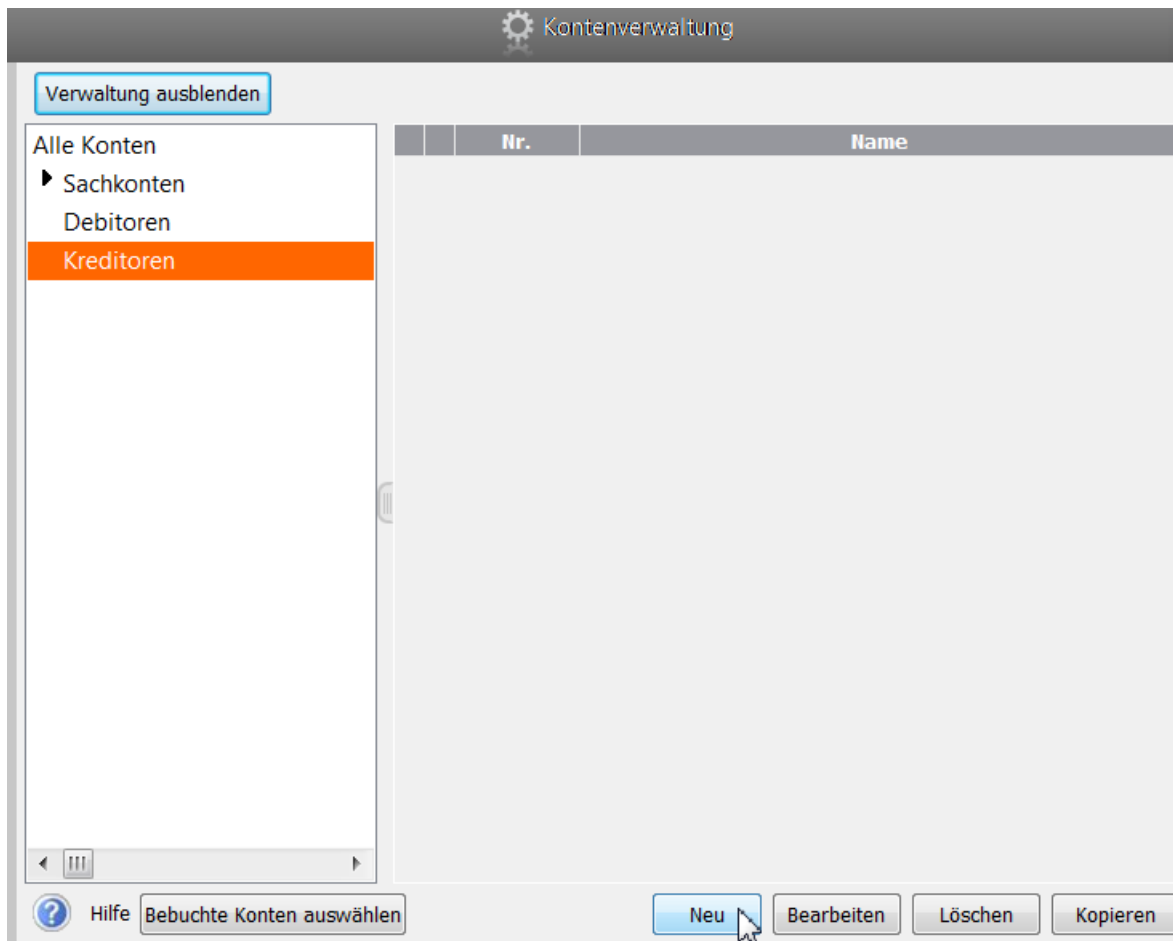 Kontenverwaltung
Verwaltung ausblenden
Alle Konten
Sachkonten
Debitoren
Kreditoren
Nr. Name
Hilfe Bebuchte Konten auswählen Neu Bearbeiten Löschen Kopieren